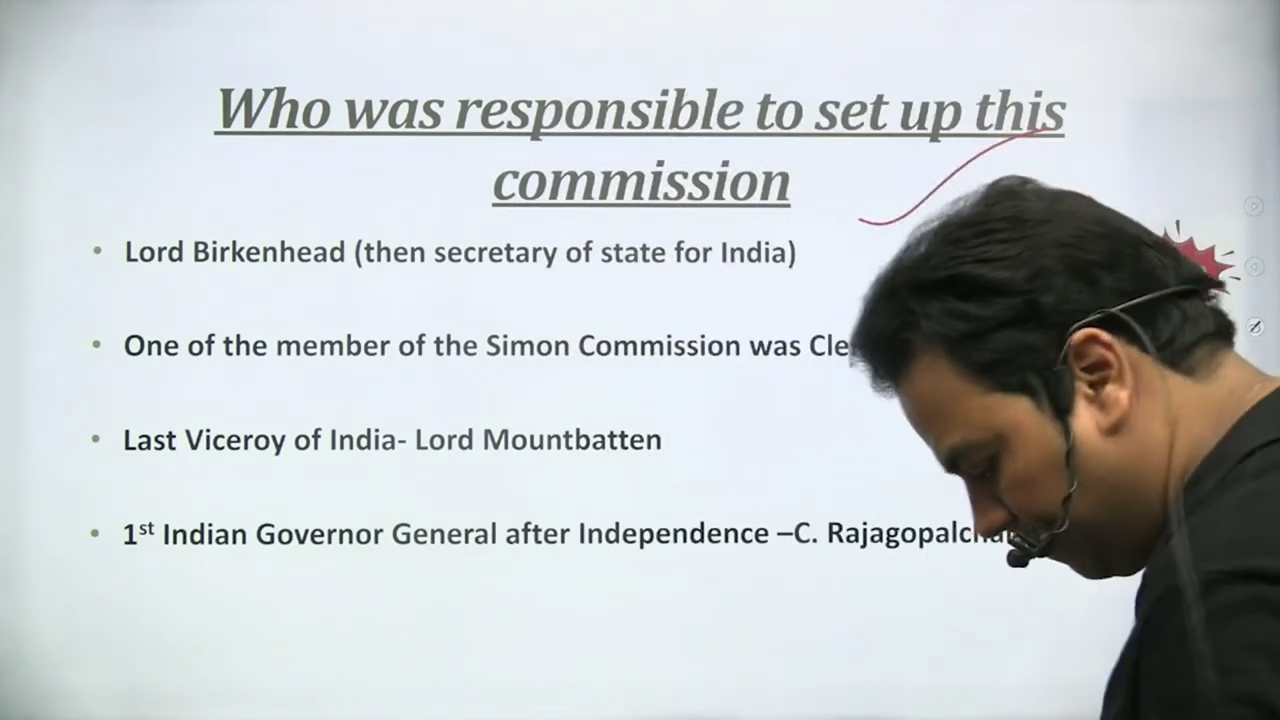 Who was responsible to set up this
commission
• Lord Birkenhead (then secretary of state for India)
• One of the member of the Simon Commission was
• Last Viceroy of India- Lord Mountbatten
• 1st Indian Governor General after Independence –C.